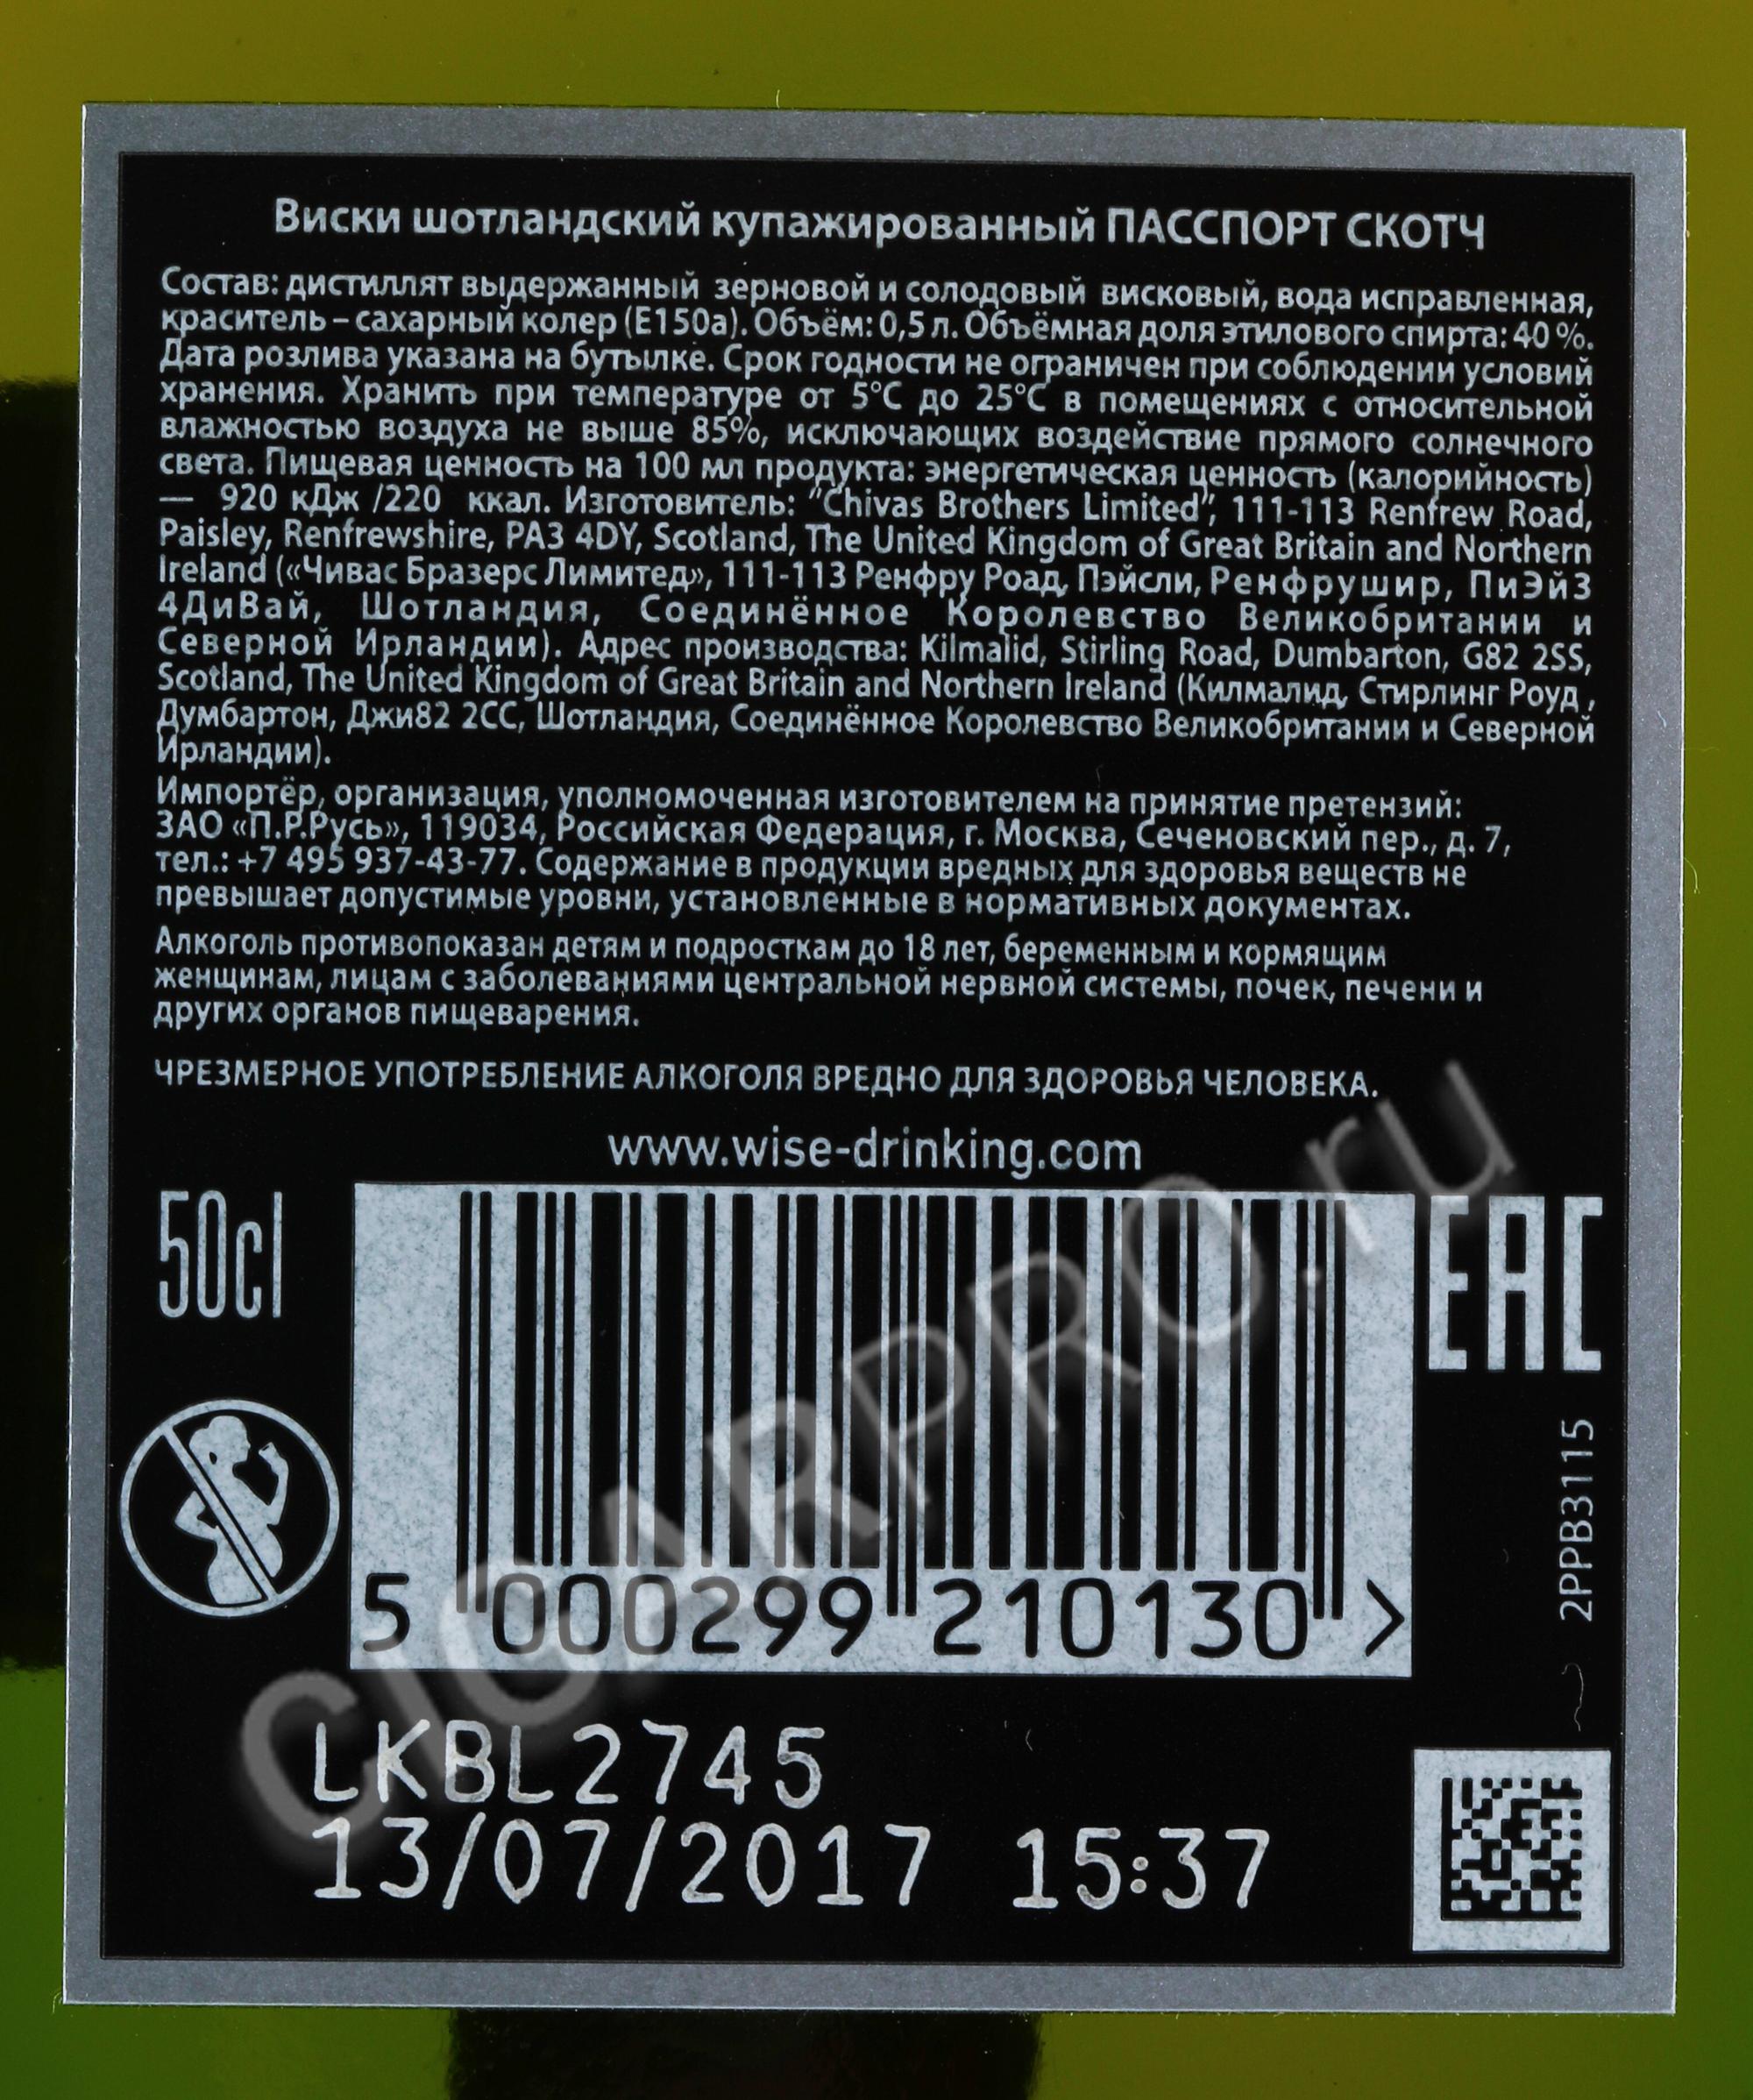 Виски шотландский купажированный ПАССПОРТ СКОТЧ
Состав: дистиллят выдержанный зерновой и солодовый висковый, вода исправленная,
краситель – сахарный колер (Е150а). Объём: 0,5 л. Объёмная доля этилового спирта: 40 %.
Дата розлива указана на бутылке. Срок годности не ограничен при соблюдении условий
хранения. Хранить при температуре от 5°С до 25°С в помещениях с относительной
влажностью воздуха не выше 85%, исключающих воздействие прямого солнечного
света. Пищевая ценность на 100 мл продукта: энергетическая ценность (калорийность)
— 920 кДж /220 ккал. Изготовитель: "Chivas Brothers Limited", 111-113 Renfrew Road,
Paisley, Renfrewshire, PA3 4DY, Scotland, The United Kingdom of Great Britain and Northern
Ireland («Чивас Бразерс Лимитед», 111-113 Ренфру Роад, Пэйсли, Ренфрушир, ПиЭй3
4ДиВай, Шотландия, Соединённое Королевство Великобритании и
Северной Ирландии). Адрес производства: Kilmalid, Stirling Road, Dumbarton, G82 2SS,
Scotland, The United Kingdom of Great Britain and Northern Ireland (Килмалид, Стирлинг Роуд ,
Думбартон, Джи82 2СС, Шотландия, Соединённое Королевство Великобритании и Северной
Ирландии).
Импортёр, организация, уполномоченная изготовителем на принятие претензий:
ЗАО «П.Р.Русь», 119034, Российская Федерация, г. Москва, Сеченовский пер., д. 7,
тел.: +7 495 937-43-77. Содержание в продукции вредных для здоровья веществ не
превышает допустимые уровни, установленные в нормативных документах.
Алкоголь противопоказан детям и подросткам до 18 лет, беременным и кормящим
женщинам, лицам с заболеваниями центральной нервной системы, почек, печени и
других органов пищеварения.
ЧРЕЗМЕРНОЕ УПОТРЕБЛЕНИЕ АЛКОГОЛЯ ВРЕДНО ДЛЯ ЗДОРОВЬЯ ЧЕЛОВЕКА.
www.wise-drinking.com
50cl
EAC
5 000299 210130 >
2PPB3115
LKBL2745
13/07/2017 15:37
CIGARPRO.ru